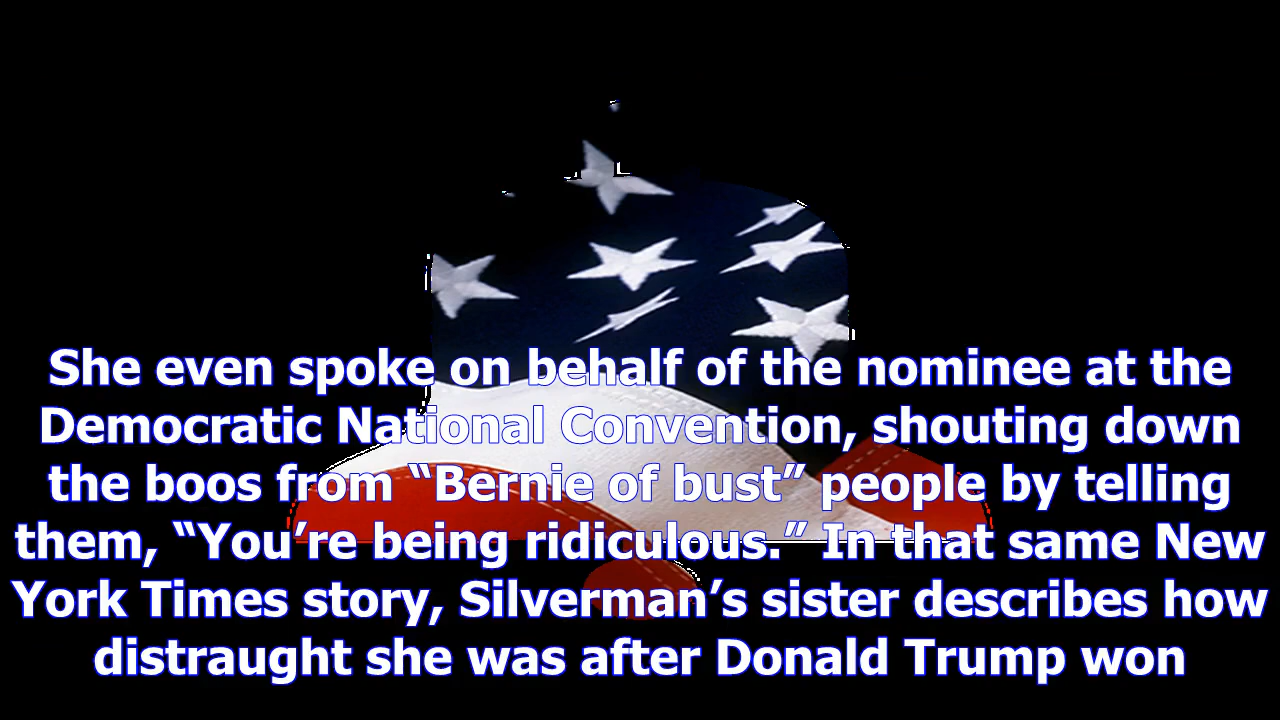 She even spoke on behalf of the nominee at the
Democratic National Convention, shouting down
the boos from “Bernie of bust” people by telling
them, “You’re being ridiculous.” In that same New
York Times story, Silverman’s sister describes how
distraught she was after Donald Trump won